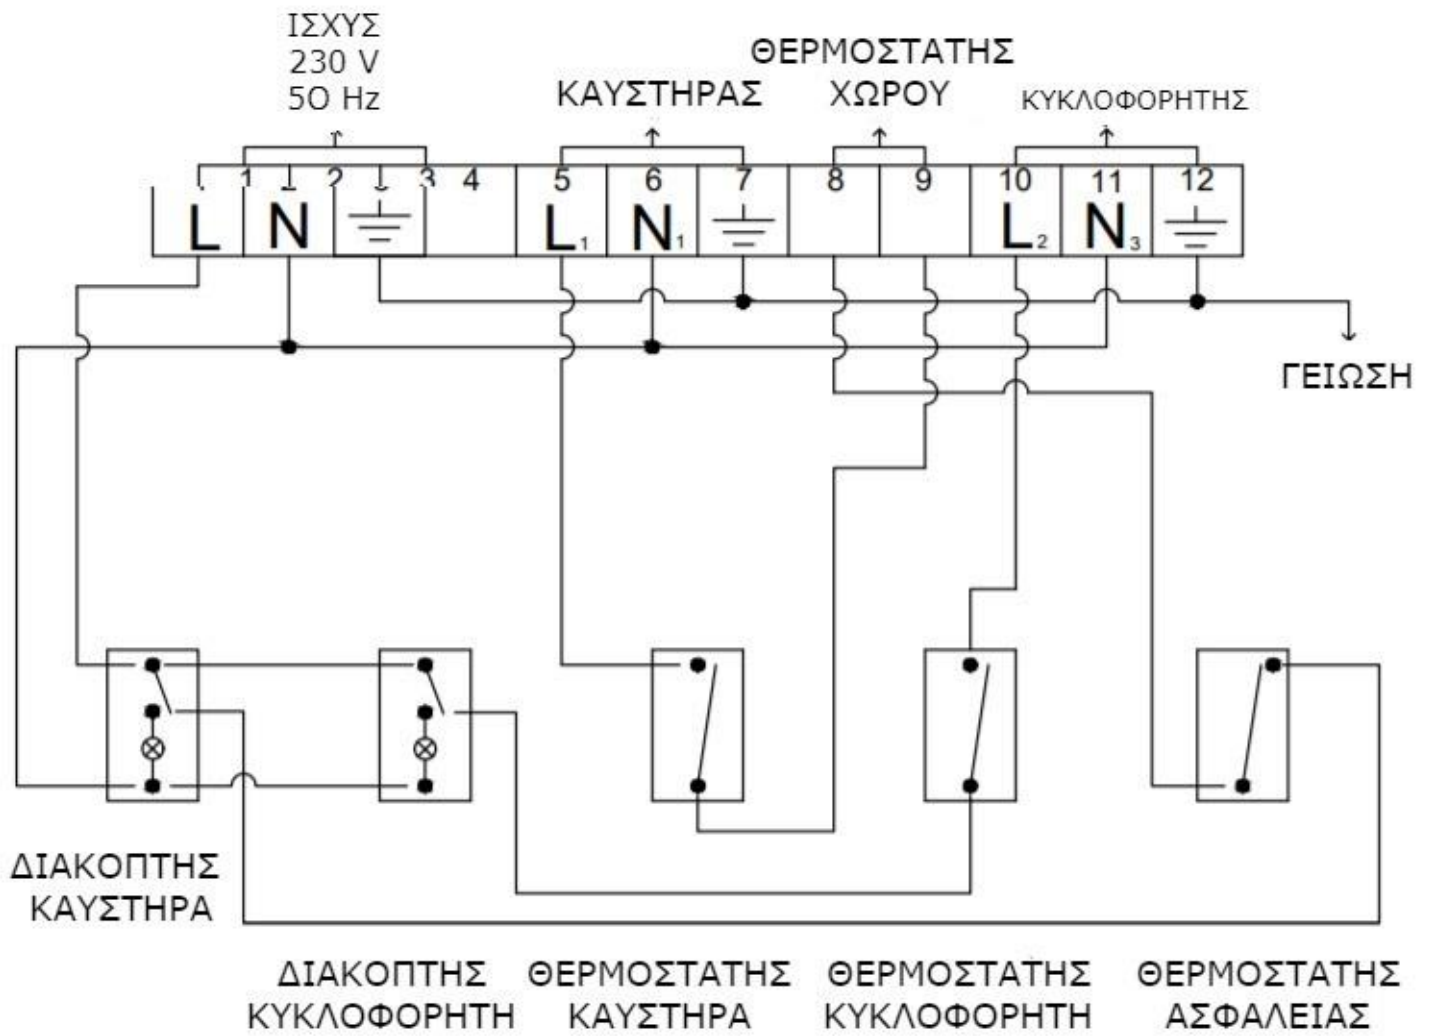 ΙΣΧΥΣ
230 V
50 Hz
ΚΑΥΣΤΗΡΑΣ
ΘΕΡΜΟΣΤΑΤΗΣ
ΧΩΡΟΥ
ΚΥΚΛΟΦΟΡΗΤΗΣ
1 2 3 4 5 6 7 8 9 10 11 12
L N L1 N1 L2 N3
ΓΕΙΩΣΗ
ΔΙΑΚΟΠΤΗΣ
ΚΑΥΣΤΗΡΑ
ΔΙΑΚΟΠΤΗΣ
ΚΥΚΛΟΦΟΡΗΤΗ
ΘΕΡΜΟΣΤΑΤΗΣ
ΚΑΥΣΤΗΡΑ
ΘΕΡΜΟΣΤΑΤΗΣ
ΚΥΚΛΟΦΟΡΗΤΗ
ΘΕΡΜΟΣΤΑΤΗΣ
ΑΣΦΑΛΕΙΑΣ